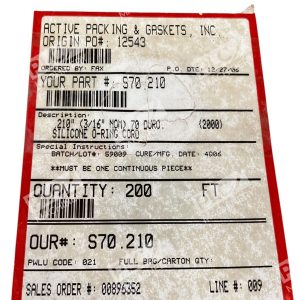 ACTIVE PACKING & GASKETS, INC
ORIGIN PO#: 12543
ORDERED BY: FAX P.O. DTE: 12/27/06
YOUR PART #: S70.210
Description:
.210" (3/16" NOM) 70 DURO. (2000)
SILICONE O-RING CORD
Special Instructions:
BATCH/LOT#: S9009 CURE/MFG. DATE: 4Q06
**MUST BE ONE CONTINUOUS PIECE**
QUANTITY: 200 FT
OUR#: S70.210
PWLU CODE: 021 FULL BAG/CARTON QTY:
SALES ORDER #: 00896352 LINE #: 009